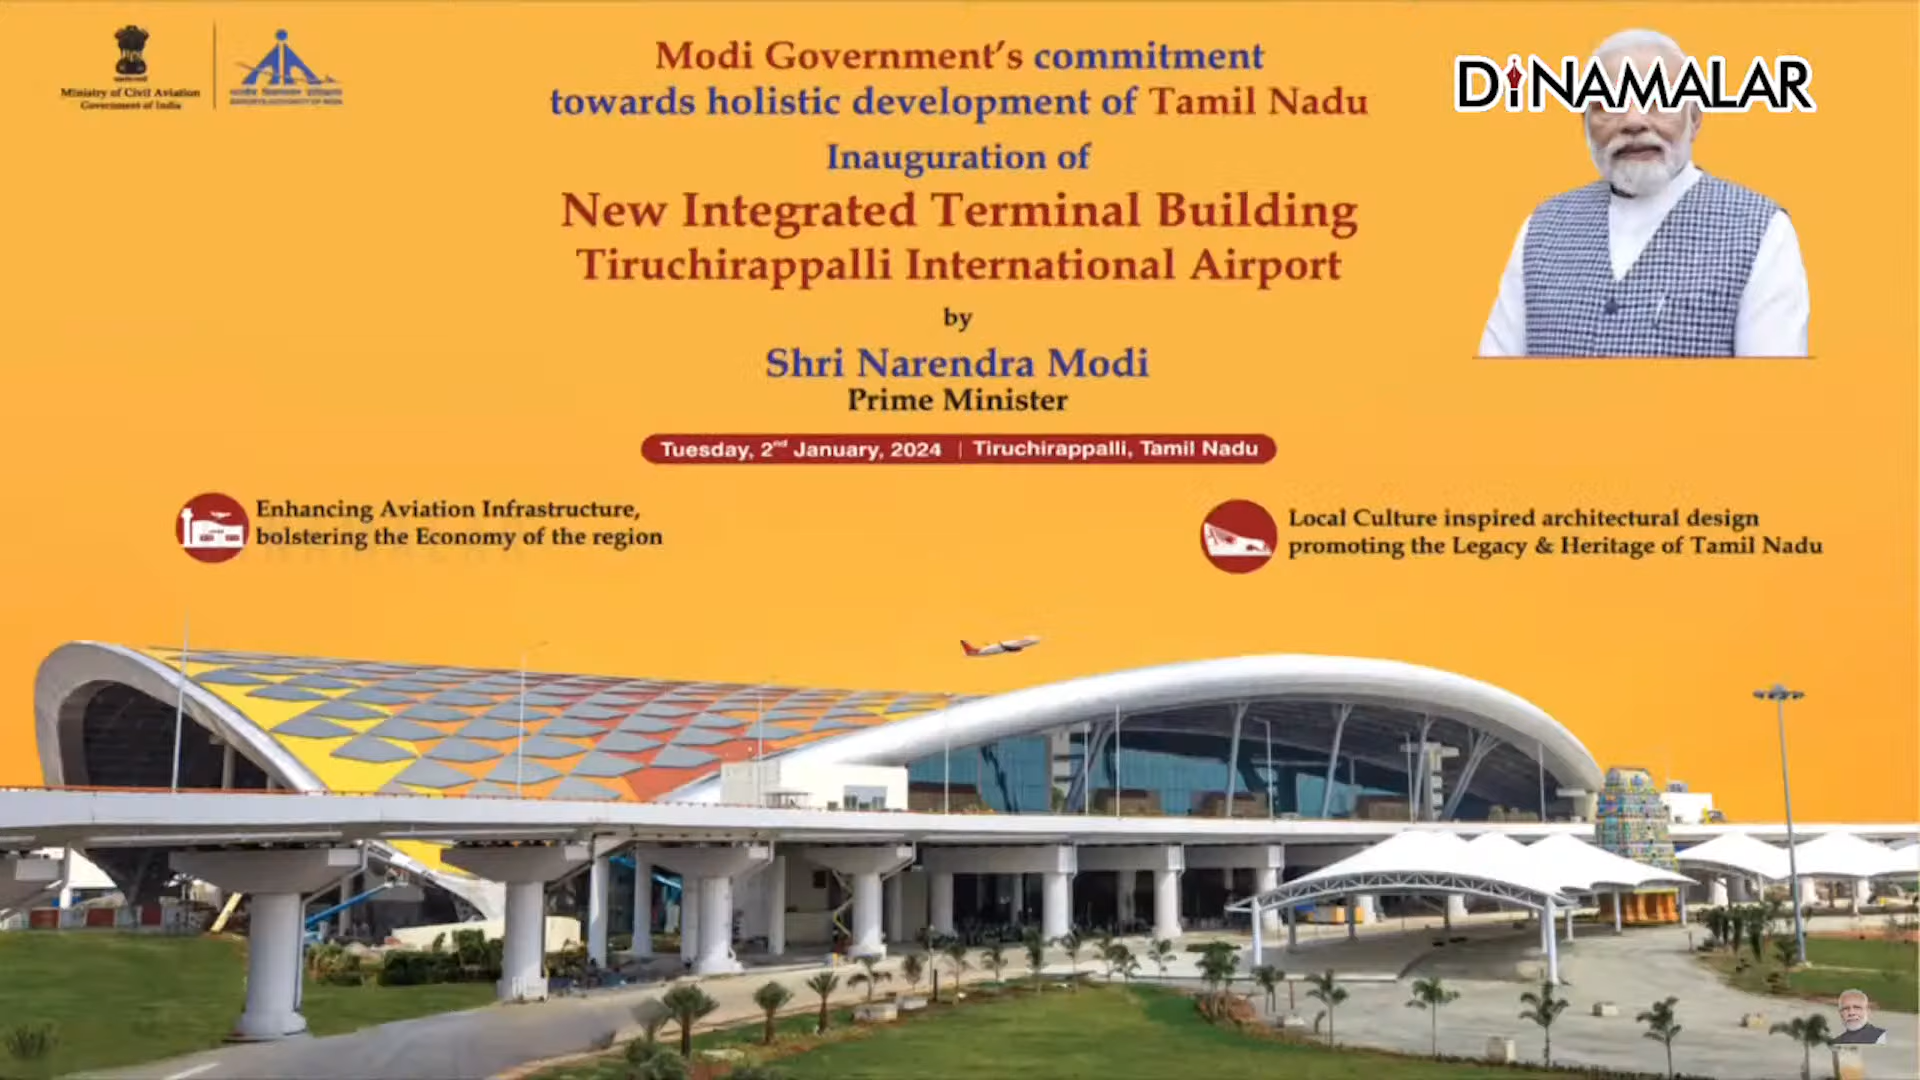 Ministry of Civil Aviation
Government of India
Modi Government's commitment
towards holistic development of Tamil Nadu
Inauguration of
New Integrated Terminal Building
Tiruchirappalli International Airport
by
Shri Narendra Modi
Prime Minister
Tuesday, 2nd January, 2024 | Tiruchirappalli, Tamil Nadu
DINAMALAR
Enhancing Aviation Infrastructure,
bolstering the Economy of the region
Local Culture inspired architectural design
promoting the Legacy & Heritage of Tamil Nadu